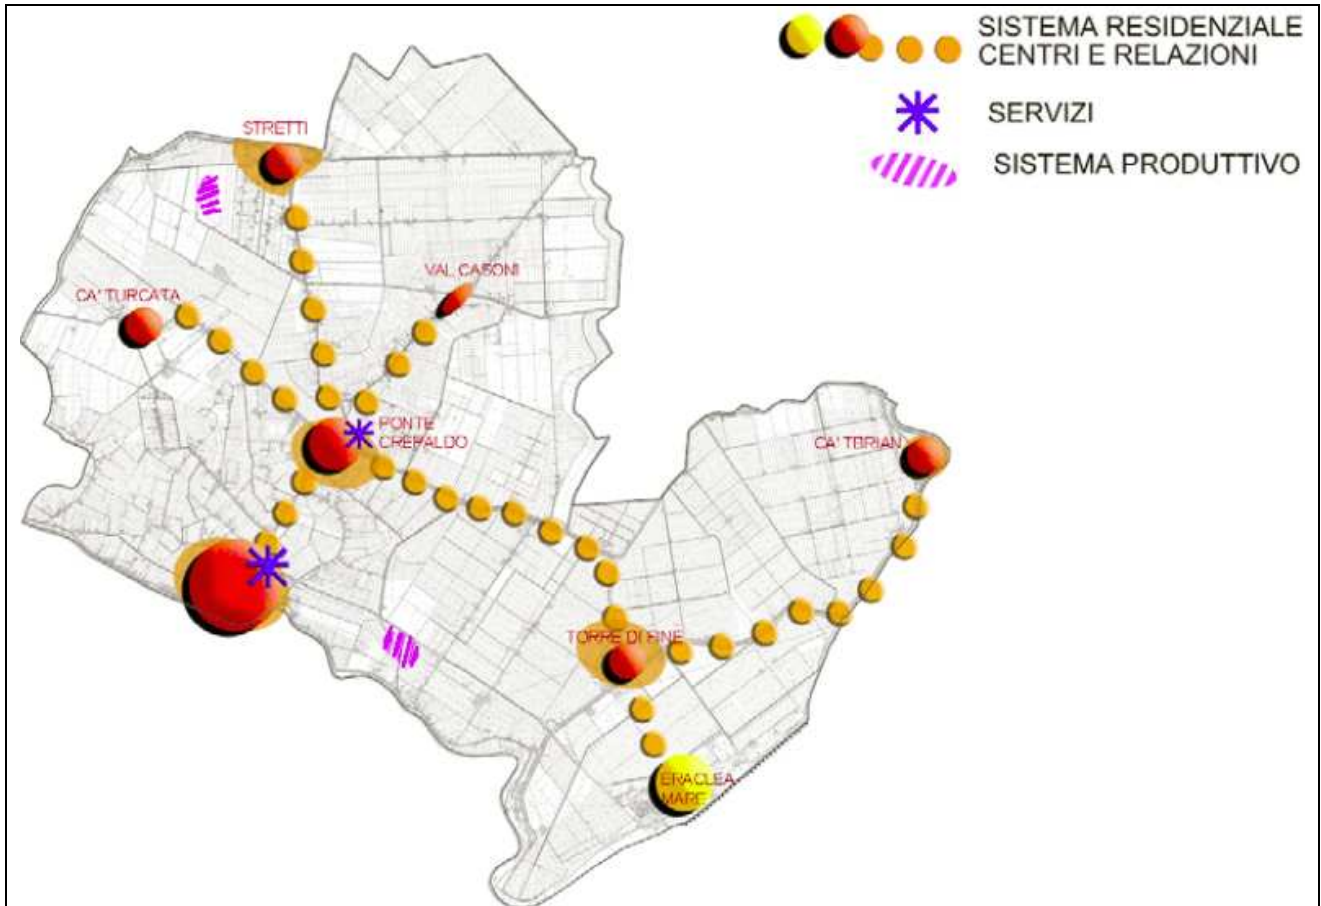 SISTEMA RESIDENZIALE
CENTRI E RELAZIONI
SERVIZI
SISTEMA PRODUTTIVO
STRETTI
VAL CASONI
CA' TURCATA
PONTE
CREPALDO
CA' TURIAN
TORRE DI FINE
ERACLEA
MARE